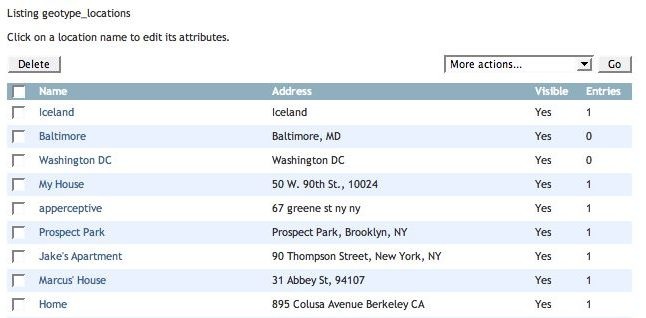 Listing geotype_locations
Click on a location name to edit its attributes.
Delete More actions... Go
Name Address Visible Entries
Iceland Iceland Yes 1
Baltimore Baltimore, MD Yes 0
Washington DC Washington DC Yes 0
My House 50 W. 90th St., 10024 Yes 1
apperceptive 67 greene st ny ny Yes 1
Prospect Park Prospect Park, Brooklyn, NY Yes 1
Jake's Apartment 90 Thompson Street, New York, NY Yes 1
Marcus' House 31 Abbey St, 94107 Yes 1
Home 895 Colusa Avenue Berkeley CA Yes 1